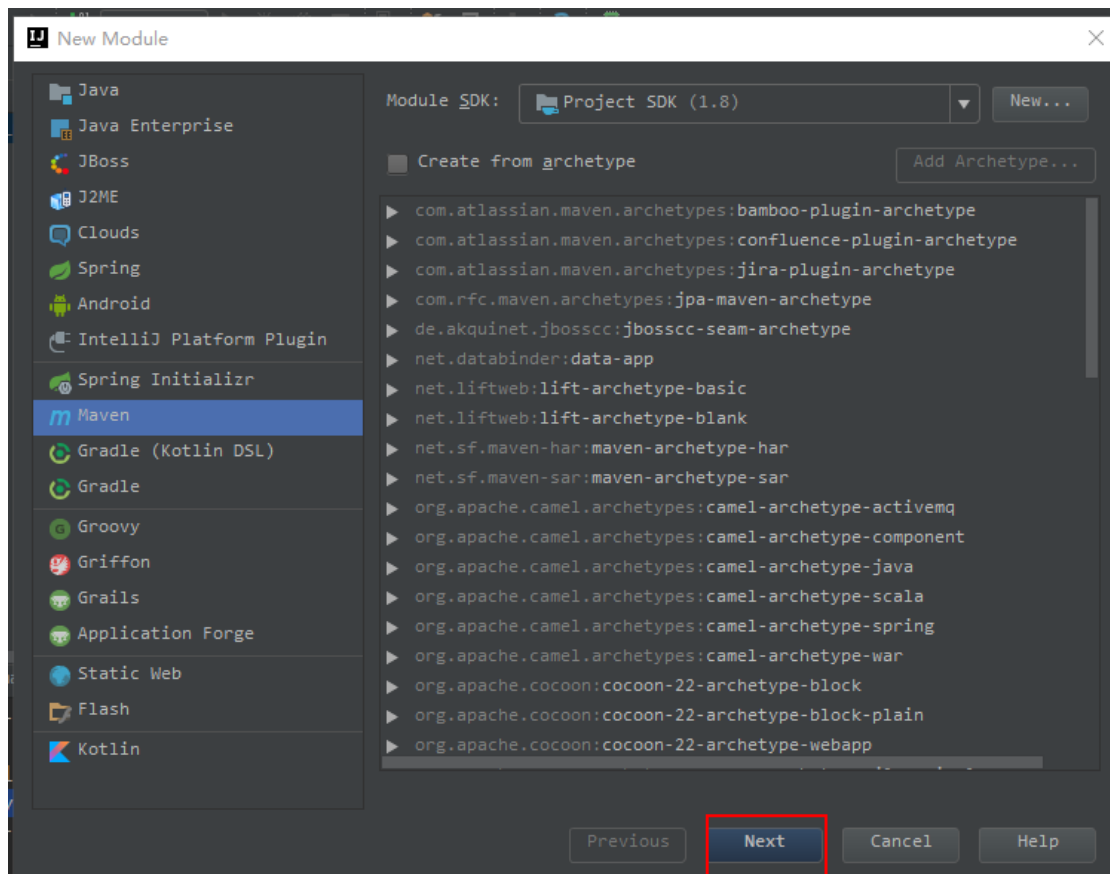 New Module
Java
Java Enterprise
JBoss
J2ME
Clouds
Spring
Android
IntelliJ Platform Plugin
Spring Initializr
Maven
Gradle (Kotlin DSL)
Gradle
Groovy
Griffon
Grails
Application Forge
Static Web
Flash
Kotlin
Module SDK: Project SDK (1.8) New...
Create from archetype Add Archetype...
com.atlassian.maven.archetypes:bamboo-plugin-archetype
com.atlassian.maven.archetypes:confluence-plugin-archetype
com.atlassian.maven.archetypes:jira-plugin-archetype
com.rfc.maven.archetypes:jpa-maven-archetype
de.akquinet.jbosscc:jbosscc-seam-archetype
net.databinder:data-app
net.liftweb:lift-archetype-basic
net.liftweb:lift-archetype-blank
net.sf.maven-har:maven-archetype-har
net.sf.maven-sar:maven-archetype-sar
org.apache.camel.archetypes:camel-archetype-activemq
org.apache.camel.archetypes:camel-archetype-component
org.apache.camel.archetypes:camel-archetype-java
org.apache.camel.archetypes:camel-archetype-scala
org.apache.camel.archetypes:camel-archetype-spring
org.apache.camel.archetypes:camel-archetype-war
org.apache.cocoon:cocoon-22-archetype-block
org.apache.cocoon:cocoon-22-archetype-block-plain
org.apache.cocoon:cocoon-22-archetype-webapp
Previous Next Cancel Help